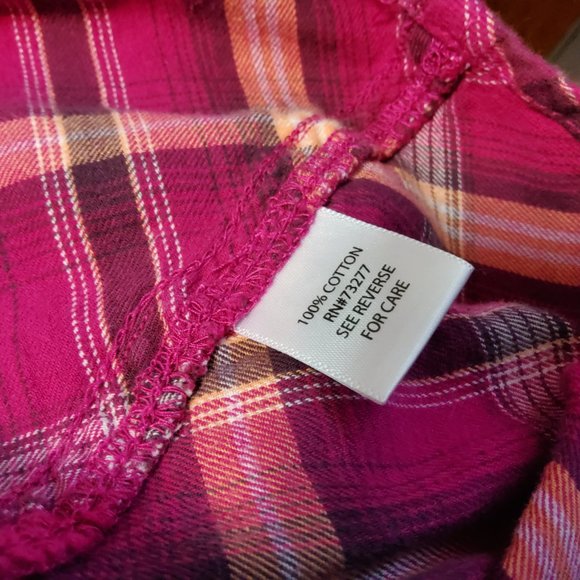 100% COTTON
RN#73277
SEE REVERSE
FOR CARE